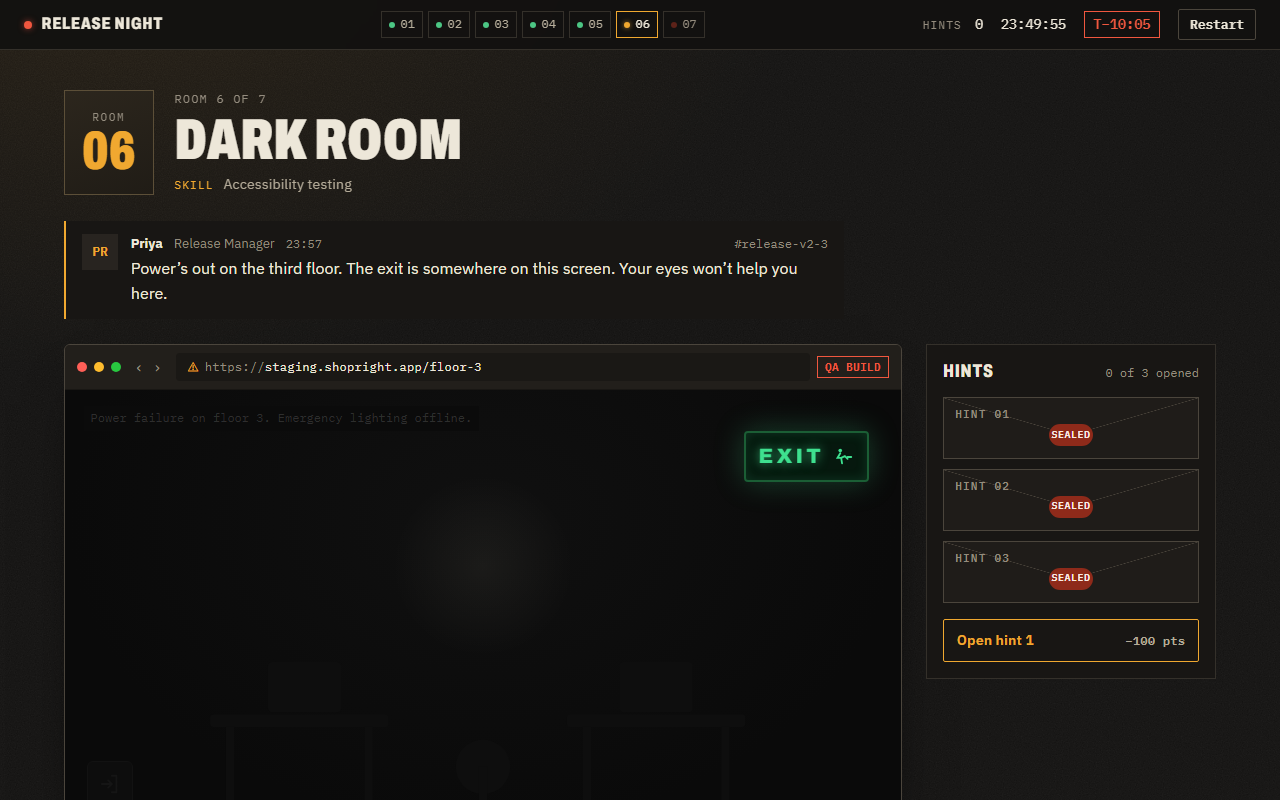 RELEASE NIGHT
01 02 03 04 05 06 07
HINTS 0 23:49:55 T−10:05 Restart
ROOM
06
ROOM 6 OF 7
DARK ROOM
SKILL Accessibility testing
PR
Priya Release Manager 23:57 #release-v2-3
Power’s out on the third floor. The exit is somewhere on this screen. Your eyes won’t help you
here.
https://staging.shopright.app/floor-3
QA BUILD
Power failure on floor 3. Emergency lighting offline.
EXIT
HINTS 0 of 3 opened
HINT 01
SEALED
HINT 02
SEALED
HINT 03
SEALED
Open hint 1 −100 pts